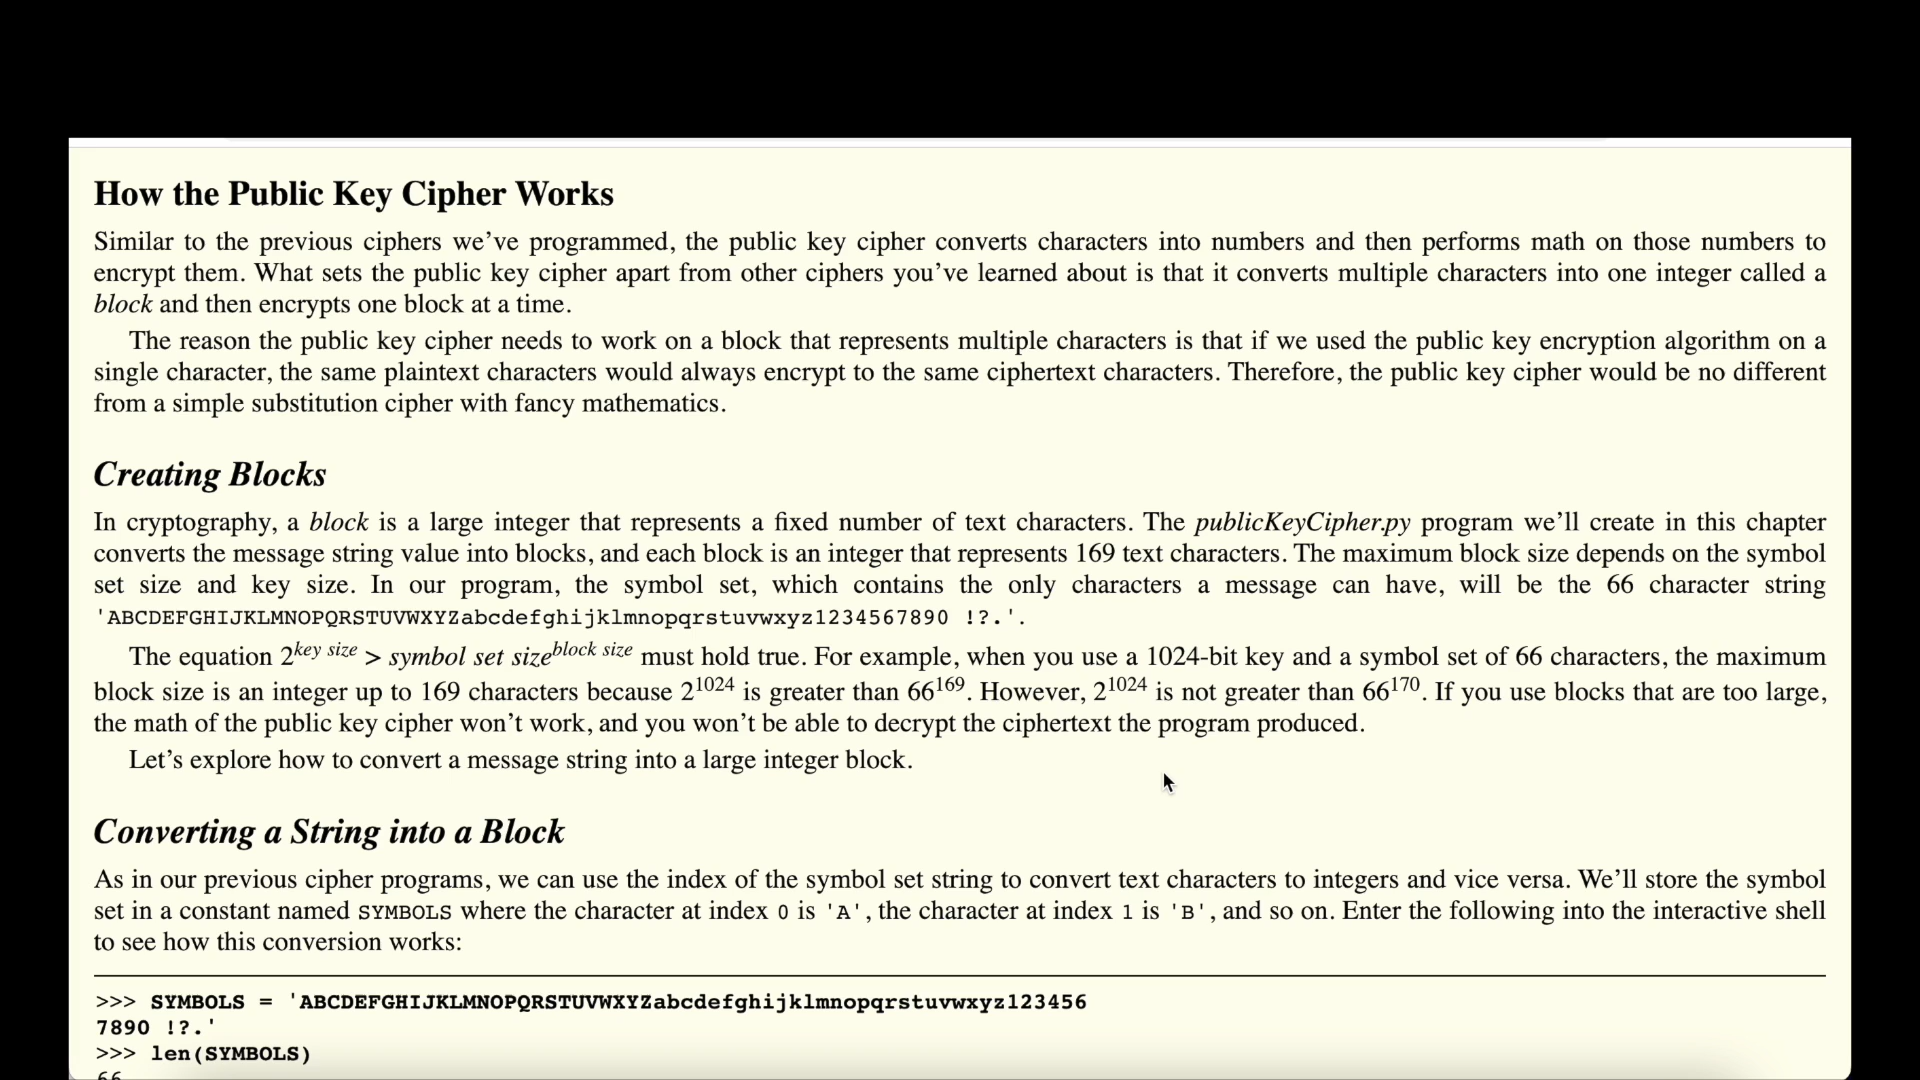 How the Public Key Cipher Works
Similar to the previous ciphers we’ve programmed, the public key cipher converts characters into numbers and then performs math on those numbers to
encrypt them. What sets the public key cipher apart from other ciphers you’ve learned about is that it converts multiple characters into one integer called a
block and then encrypts one block at a time.
The reason the public key cipher needs to work on a block that represents multiple characters is that if we used the public key encryption algorithm on a
single character, the same plaintext characters would always encrypt to the same ciphertext characters. Therefore, the public key cipher would be no different
from a simple substitution cipher with fancy mathematics.
Creating Blocks
In cryptography, a block is a large integer that represents a fixed number of text characters. The publicKeyCipher.py program we’ll create in this chapter
converts the message string value into blocks, and each block is an integer that represents 169 text characters. The maximum block size depends on the symbol
set size and key size. In our program, the symbol set, which contains the only characters a message can have, will be the 66 character string
'ABCDEFGHIJKLMNOPQRSTUVWXYZabcdefghijklmnopqrstuvwxyz1234567890 !?.'.
The equation 2^key size > symbol set size^block size must hold true. For example, when you use a 1024-bit key and a symbol set of 66 characters, the maximum
block size is an integer up to 169 characters because 2^1024 is greater than 66^169. However, 2^1024 is not greater than 66^170. If you use blocks that are too large,
the math of the public key cipher won’t work, and you won’t be able to decrypt the ciphertext the program produced.
Let’s explore how to convert a message string into a large integer block.
Converting a String into a Block
As in our previous cipher programs, we can use the index of the symbol set string to convert text characters to integers and vice versa. We’ll store the symbol
set in a constant named SYMBOLS where the character at index 0 is 'A', the character at index 1 is 'B', and so on. Enter the following into the interactive shell
to see how this conversion works:
>>> SYMBOLS = 'ABCDEFGHIJKLMNOPQRSTUVWXYZabcdefghijklmnopqrstuvwxyz123456
7890 !?.'
>>> len(SYMBOLS)
66